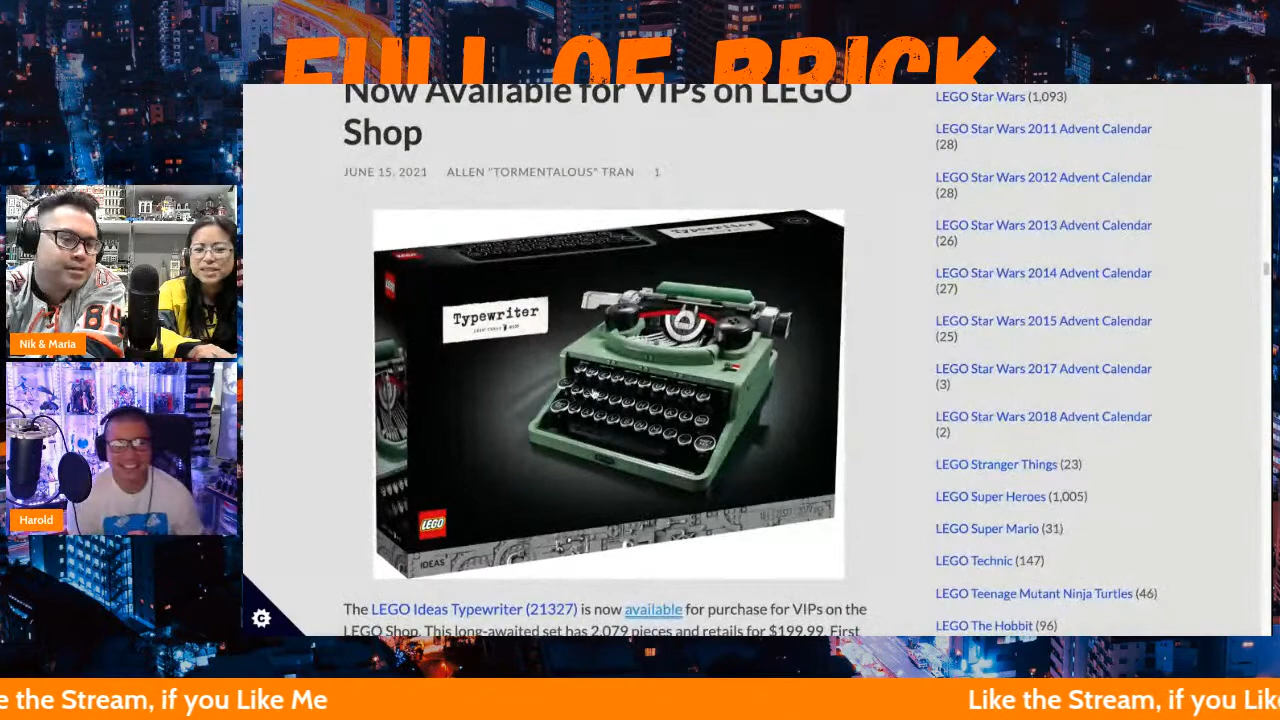 FULL OF BRICK
Now Available for VIPs on LEGO
Shop
JUNE 15, 2021 ALLEN "TORMENTALOUS" TRAN 1
LEGO
Typewriter
LEGO
Typewriter
LEGO
IDEAS
The LEGO Ideas Typewriter (21327) is now available for purchase for VIPs on the
LEGO Shop. This long-awaited set has 2,079 pieces and retails for $199.99. First
LEGO Star Wars (1,093)
LEGO Star Wars 2011 Advent Calendar
(28)
LEGO Star Wars 2012 Advent Calendar
(28)
LEGO Star Wars 2013 Advent Calendar
(26)
LEGO Star Wars 2014 Advent Calendar
(27)
LEGO Star Wars 2015 Advent Calendar
(25)
LEGO Star Wars 2017 Advent Calendar
(3)
LEGO Star Wars 2018 Advent Calendar
(2)
LEGO Stranger Things (23)
LEGO Super Heroes (1,005)
LEGO Super Mario (31)
LEGO Technic (147)
LEGO Teenage Mutant Ninja Turtles (46)
LEGO The Hobbit (96)
84
Nik & Marla
Harold
e the Stream, if you Like Me
Like the Stream, if you Lik